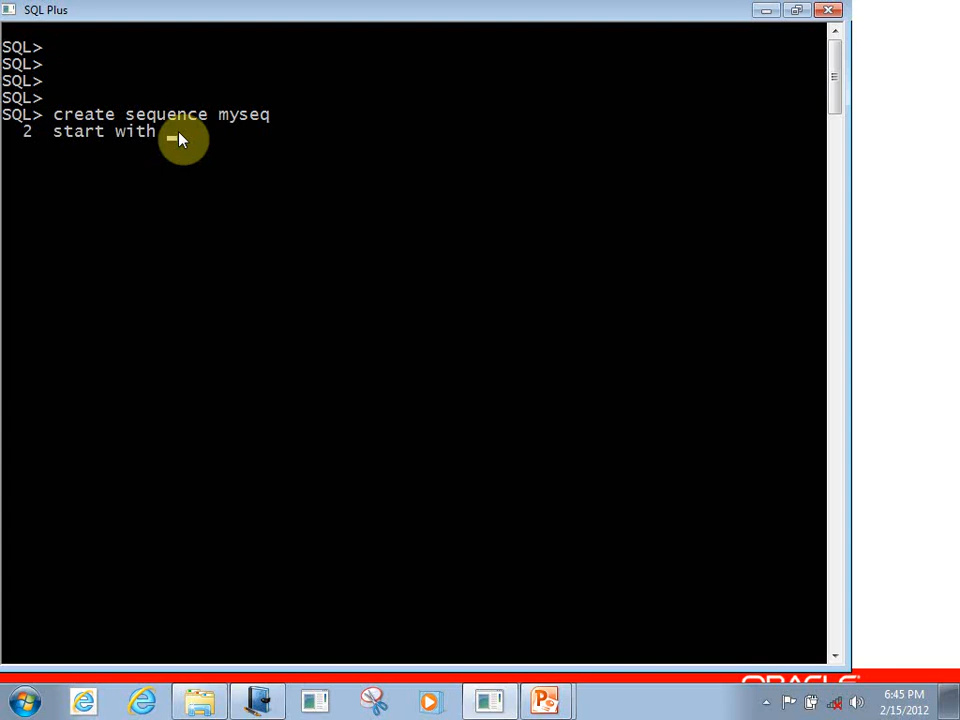 SQL Plus
SQL>
SQL>
SQL>
SQL>
SQL> create sequence myseq
2 start with
ORACLE
6:45 PM
2/15/2012